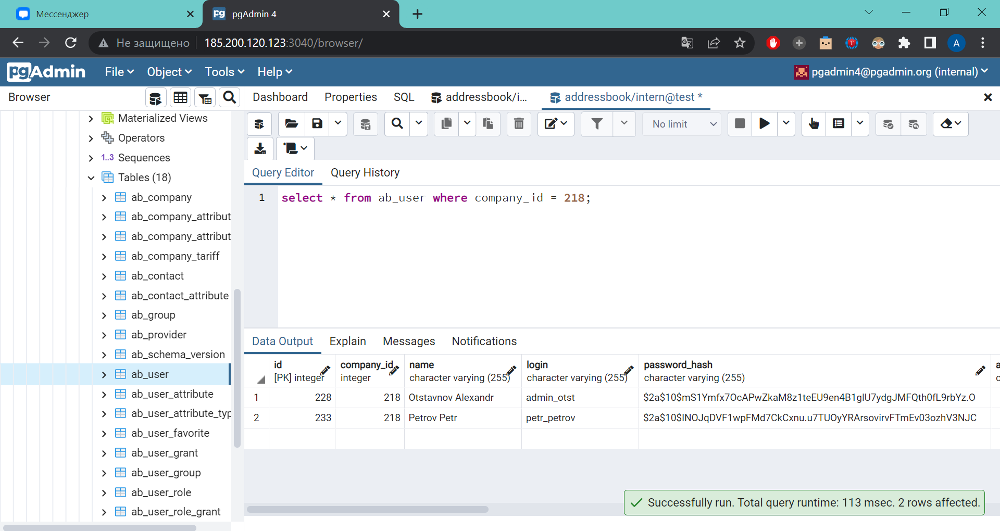 Мессенджер
pgAdmin 4
Не защищено
185.200.120.123:3040/browser/
A
pgAdmin
File
Object
Tools
Help
pgadmin4@pgadmin.org (internal)
Browser
Dashboard
Properties
SQL
addressbook/i...
addressbook/intern@test *
No limit
Materialized Views
Operators
1..3 Sequences
Tables (18)
ab_company
ab_company_attribut
ab_company_attribut
ab_company_tariff
ab_contact
ab_contact_attribute
ab_group
ab_provider
ab_schema_version
ab_user
ab_user_attribute
ab_user_attribute_typ
ab_user_favorite
ab_user_grant
ab_user_group
ab_user_role
ab_user_role_grant
Query Editor
Query History
1 select * from ab_user where company_id = 218;
Data Output
Explain
Messages
Notifications
id company_id name login password_hash
[PK] integer integer character varying (255) character varying (255) character varying (255)
1 228 218 Otstavnov Alexandr admin_otst $2a$10$mS1Ymfx7OcAPwZkaM8z1teEU9en4B1glU7ydgJMFQth0fL9rbYz.O
2 233 218 Petrov Petr petr_petrov $2a$10$INOJqDVF1wpFMd7CkCxnu.u7TUOyYRArsovirvFTmEv03ozhV3NJC
Successfully run. Total query runtime: 113 msec. 2 rows affected.